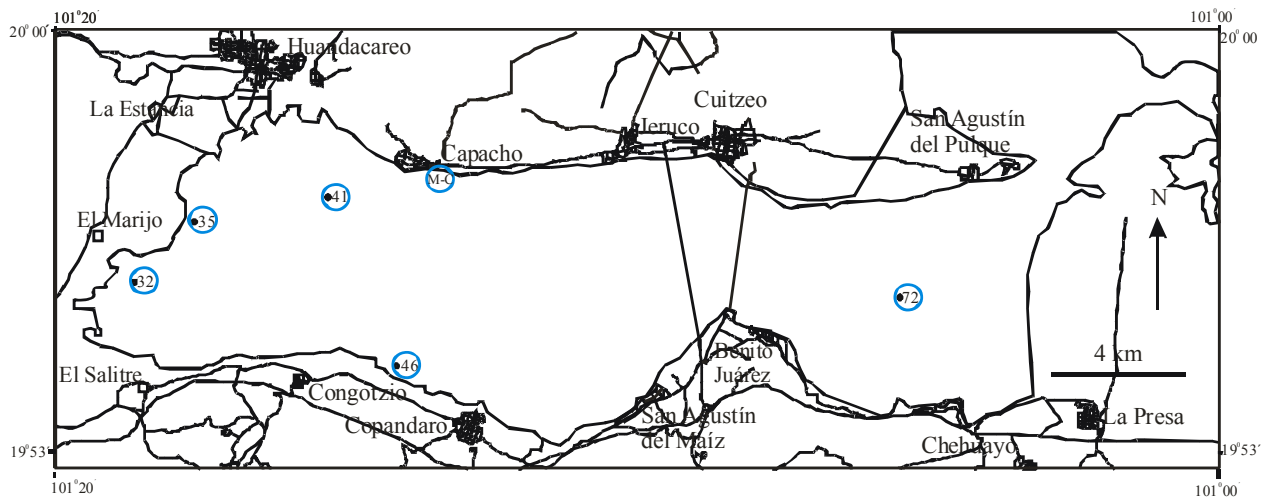 101°20'
101°00'
20°00'
20°00
Huandacareo
La Estancia
Cuitzeo
Jeruco
San Agustín
del Pulque
Capacho
M-C
41
35
El Marijo
N
32
72
4 km
46
Benito
Juárez
El Salitre
Congotzio
Copandaro
San Agustín
del Maíz
La Presa
Chehuayo
19°53'
19°53'
101°20'
101°00'